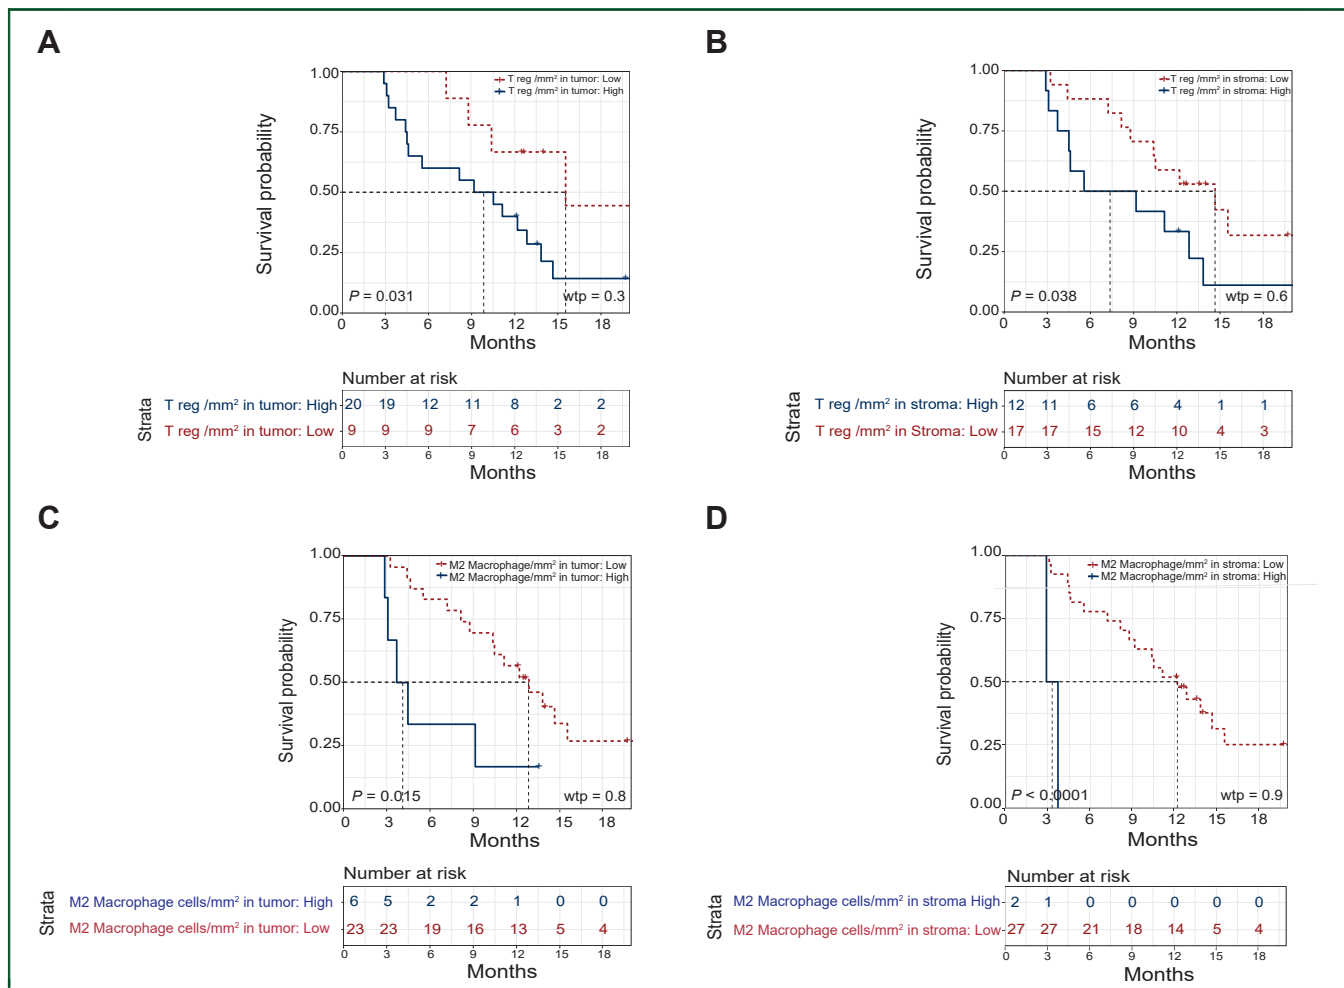 A
1.00
0.75
0.50
0.25
0.00
Survival probability
T reg /mm² in tumor: Low
T reg /mm² in tumor: High
P = 0.031
wtp = 0.3
0 3 6 9 12 15 18
Months
Number at risk
Strata
T reg /mm² in tumor: High 20 19 12 11 8 2 2
T reg /mm² in tumor: Low 9 9 9 7 6 3 2
0 3 6 9 12 15 18
Months
B
1.00
0.75
0.50
0.25
0.00
Survival probability
T reg /mm² in stroma: Low
T reg /mm² in stroma: High
P = 0.038
wtp = 0.6
0 3 6 9 12 15 18
Months
Number at risk
Strata
T reg /mm² in stroma: High 12 11 6 6 4 1 1
T reg /mm² in Stroma: Low 17 17 15 12 10 4 3
0 3 6 9 12 15 18
Months
C
1.00
0.75
0.50
0.25
0.00
Survival probability
M2 Macrophage/mm² in tumor: Low
M2 Macrophage/mm² in tumor: High
P = 0.015
wtp = 0.8
0 3 6 9 12 15 18
Months
Number at risk
Strata
M2 Macrophage cells/mm² in tumor: High 6 5 2 2 1 0 0
M2 Macrophage cells/mm² in tumor: Low 23 23 19 16 13 5 4
0 3 6 9 12 15 18
Months
D
1.00
0.75
0.50
0.25
0.00
Survival probability
M2 Macrophage/mm² in stroma: Low
M2 Macrophage/mm² in stroma: High
P < 0.0001
wtp = 0.9
0 3 6 9 12 15 18
Months
Number at risk
Strata
M2 Macrophage cells/mm² in stroma High 2 1 0 0 0 0 0
M2 Macrophage cells/mm² in stroma: Low 27 27 21 18 14 5 4
0 3 6 9 12 15 18
Months